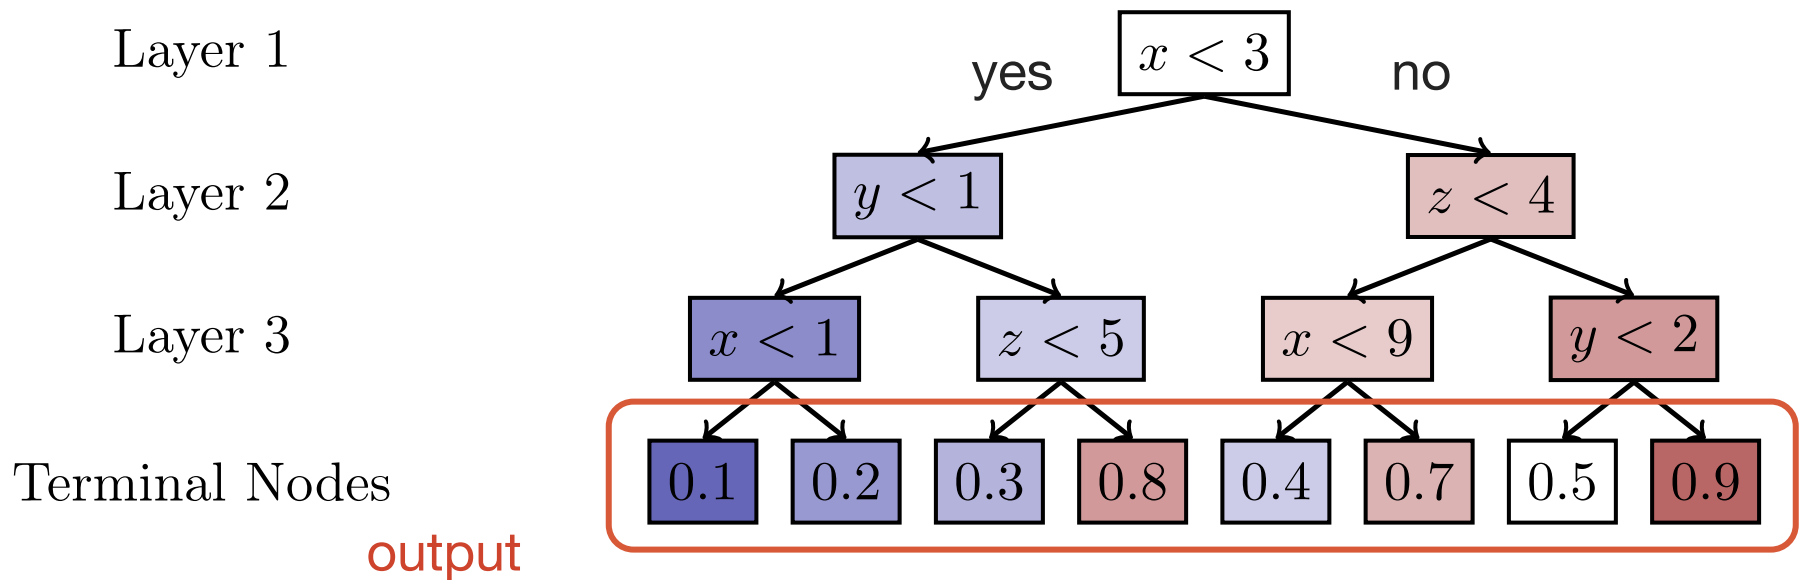 Layer 1
yes
x < 3
no
Layer 2
y < 1
z < 4
Layer 3
x < 1
z < 5
x < 9
y < 2
Terminal Nodes
0.1
0.2
0.3
0.8
0.4
0.7
0.5
0.9
output